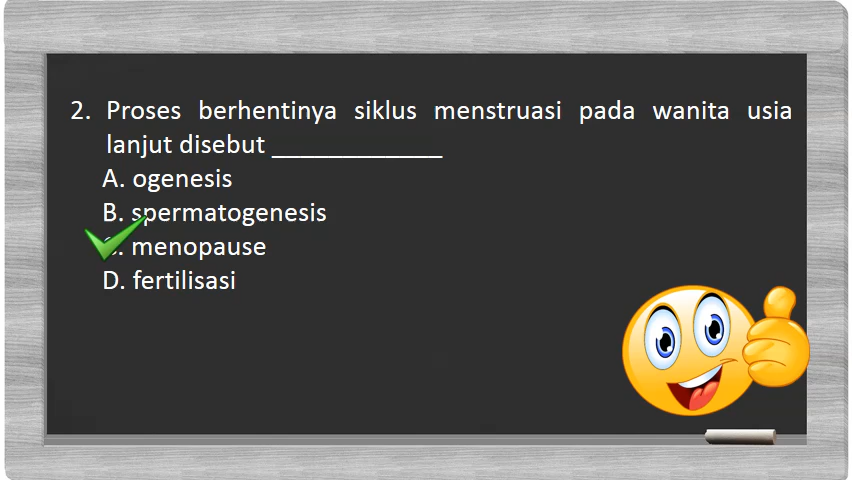 2. Proses berhentinya siklus menstruasi pada wanita usia
lanjut disebut _____________
A. ogenesis
B. spermatogenesis
C. menopause
D. fertilisasi